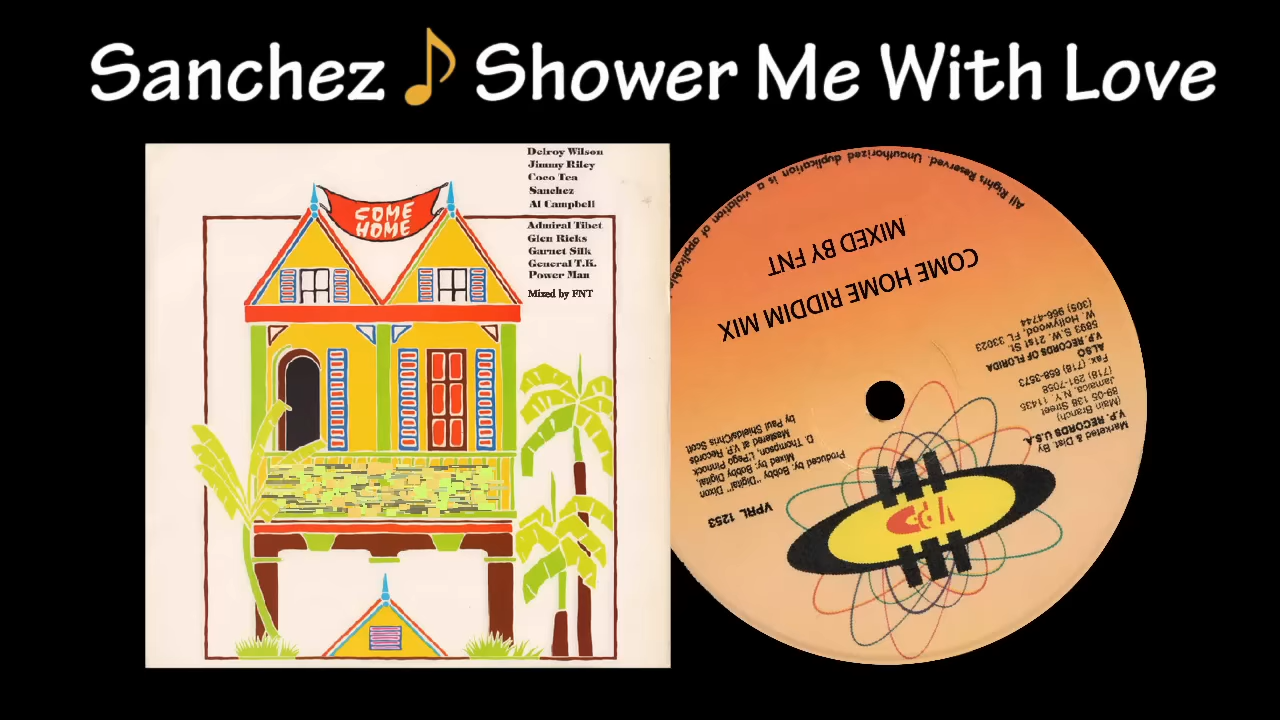 Sanchez Shower Me With Love
Delroy Wilson
Jimmy Riley
Coco Tea
Sanchez
Al Campbell
Admiral Tibet
Glen Ricks
Garnet Silk
General T.K.
Power Man
Mixed by FNT
COME
HOME
All Rights Reserved. Unauthorized duplication is a violation of applicable
COME HOME RIDDIM MIX
MIXED BY FNT
Marketed & Dist. By
V.P. RECORDS U.S.A.
(Main Branch)
89-05 138 Street
Jamaica, N.Y. 11435
(718) 291-7058
Fax: (718) 658-3573
ALSO
V.P. RECORDS OF FLORIDA
5893 S.W. 21st St.
W. Hollywood, FL 33023
(305) 966-4744
VPRL 1253
Produced by: Bobby "Digital" Dixon
Mixed by: Bobby Digital,
D. Thompson, L'Pego Pinnock
Mastered at V.P. Records
by Paul Shields/Chris Scott
VP